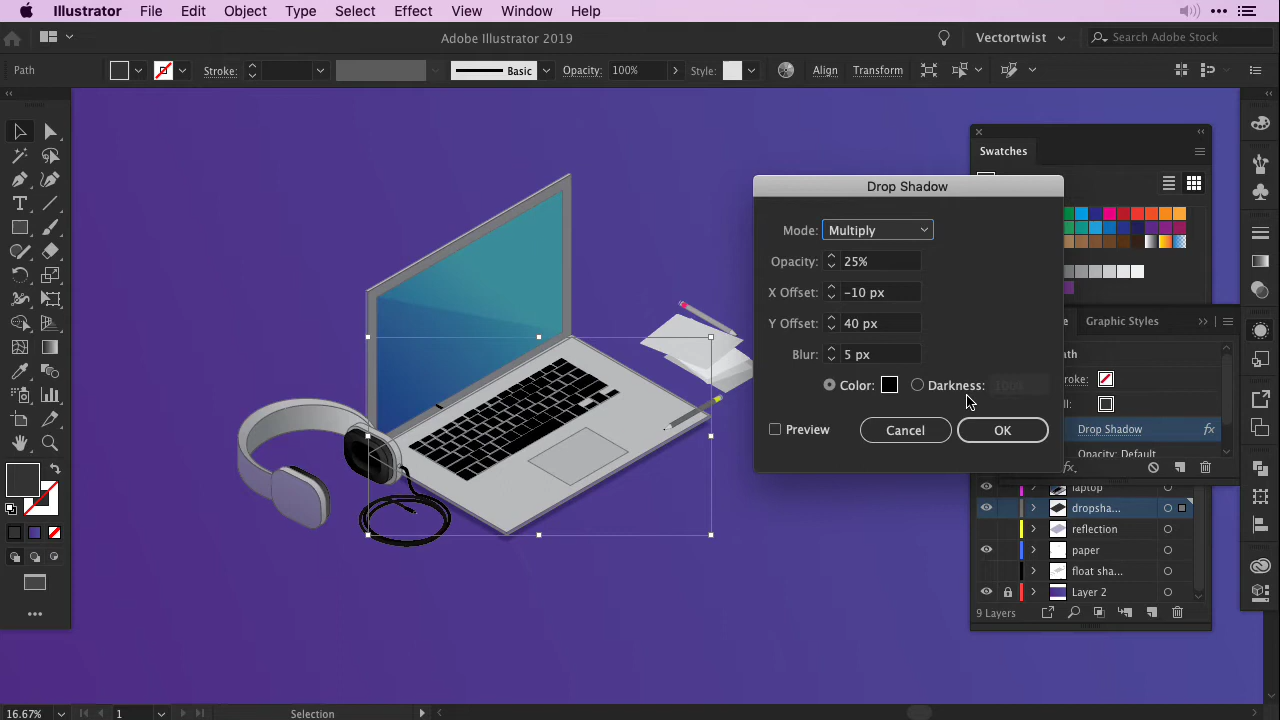 Illustrator File Edit Object Type Select Effect View Window Help
Adobe Illustrator 2019
Vectortwist
Search Adobe Stock
Path
Stroke:
Basic
Opacity: 100%
Style:
Align
Transform
Swatches
Drop Shadow
Mode: Multiply
Opacity: 25%
X Offset: -10 px
Y Offset: 40 px
Blur: 5 px
Color: Darkness: 100%
Preview Cancel OK
Graphic Styles
Drop Shadow fx
Opacity: Default
laptop
dropsha...
reflection
paper
float sha...
Layer 2
9 Layers
16.67% 1 Selection